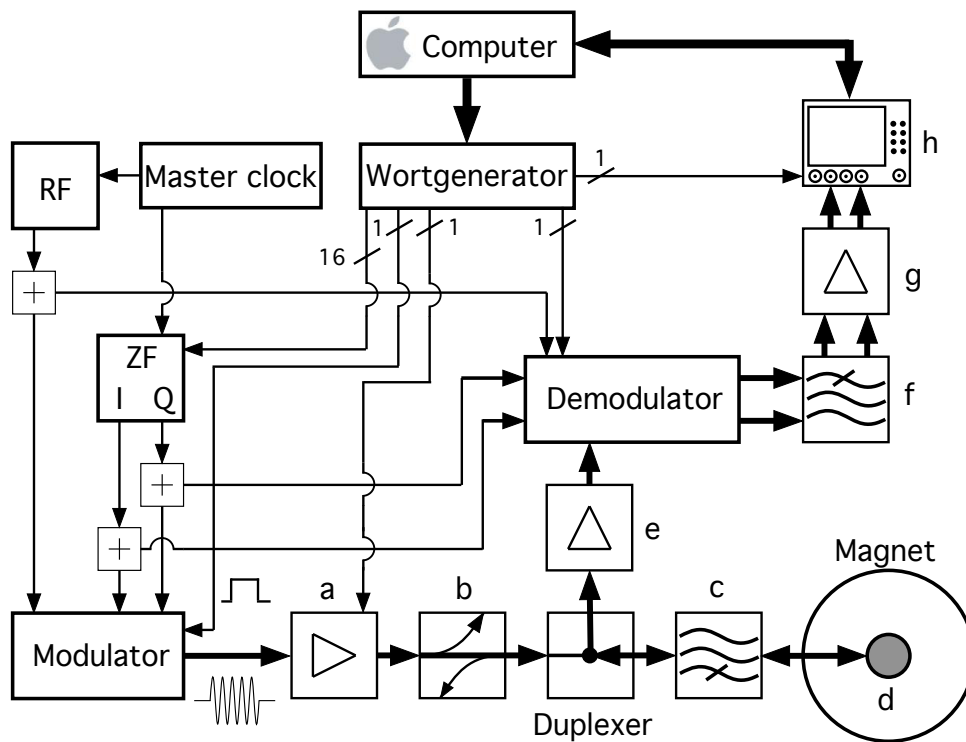 Computer
h
1
RF
Master clock
Wortgenerator
16
1
1
1
g
ZF
I Q
Demodulator
f
e
Magnet
a
b
c
Modulator
d
Duplexer